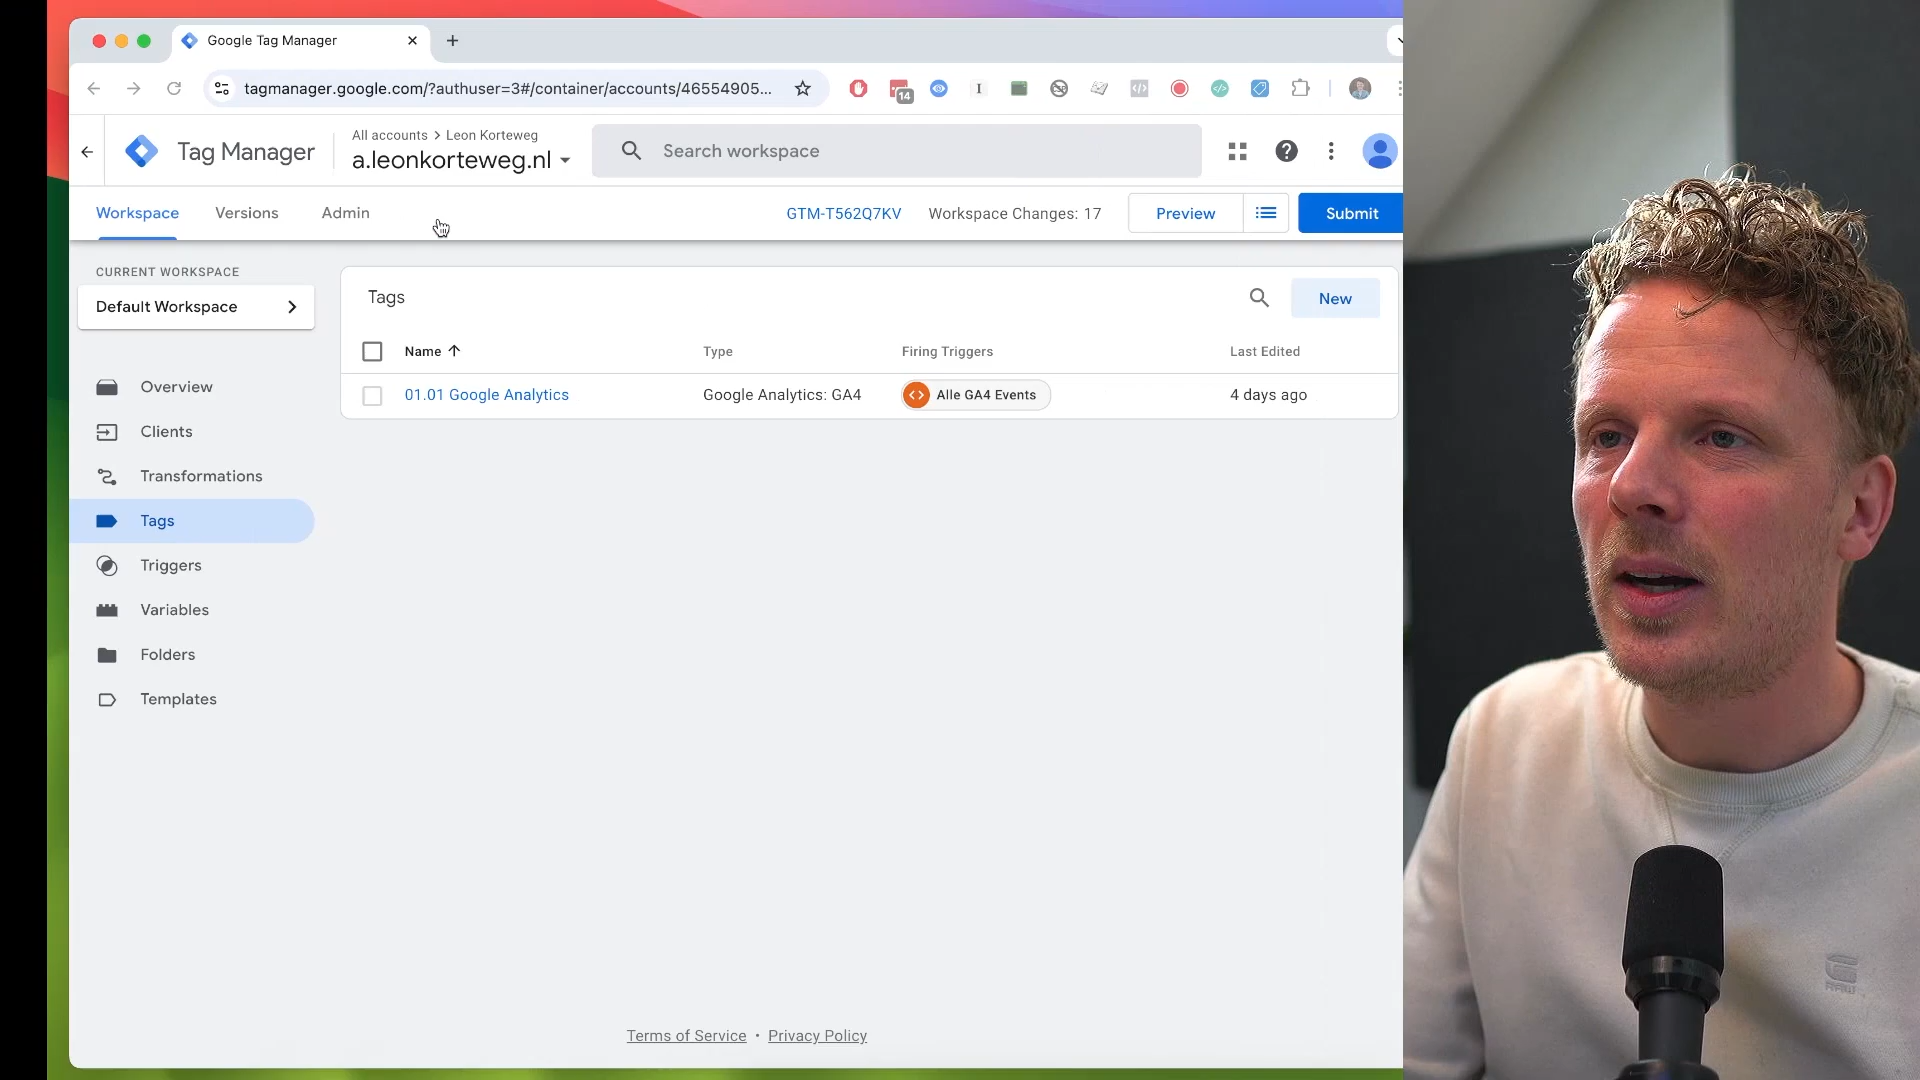 Google Tag Manager
tagmanager.google.com/?authuser=3#/container/accounts/46554905...
14
Tag Manager
All accounts > Leon Korteweg
a.leonkorteweg.nl
Search workspace
Workspace
Versions
Admin
GTM-T562Q7KV
Workspace Changes: 17
Preview
Submit
CURRENT WORKSPACE
Default Workspace
Overview
Clients
Transformations
Tags
Triggers
Variables
Folders
Templates
Tags
New
Name
Type
Firing Triggers
Last Edited
01.01 Google Analytics
Google Analytics: GA4
Alle GA4 Events
4 days ago
Terms of Service • Privacy Policy